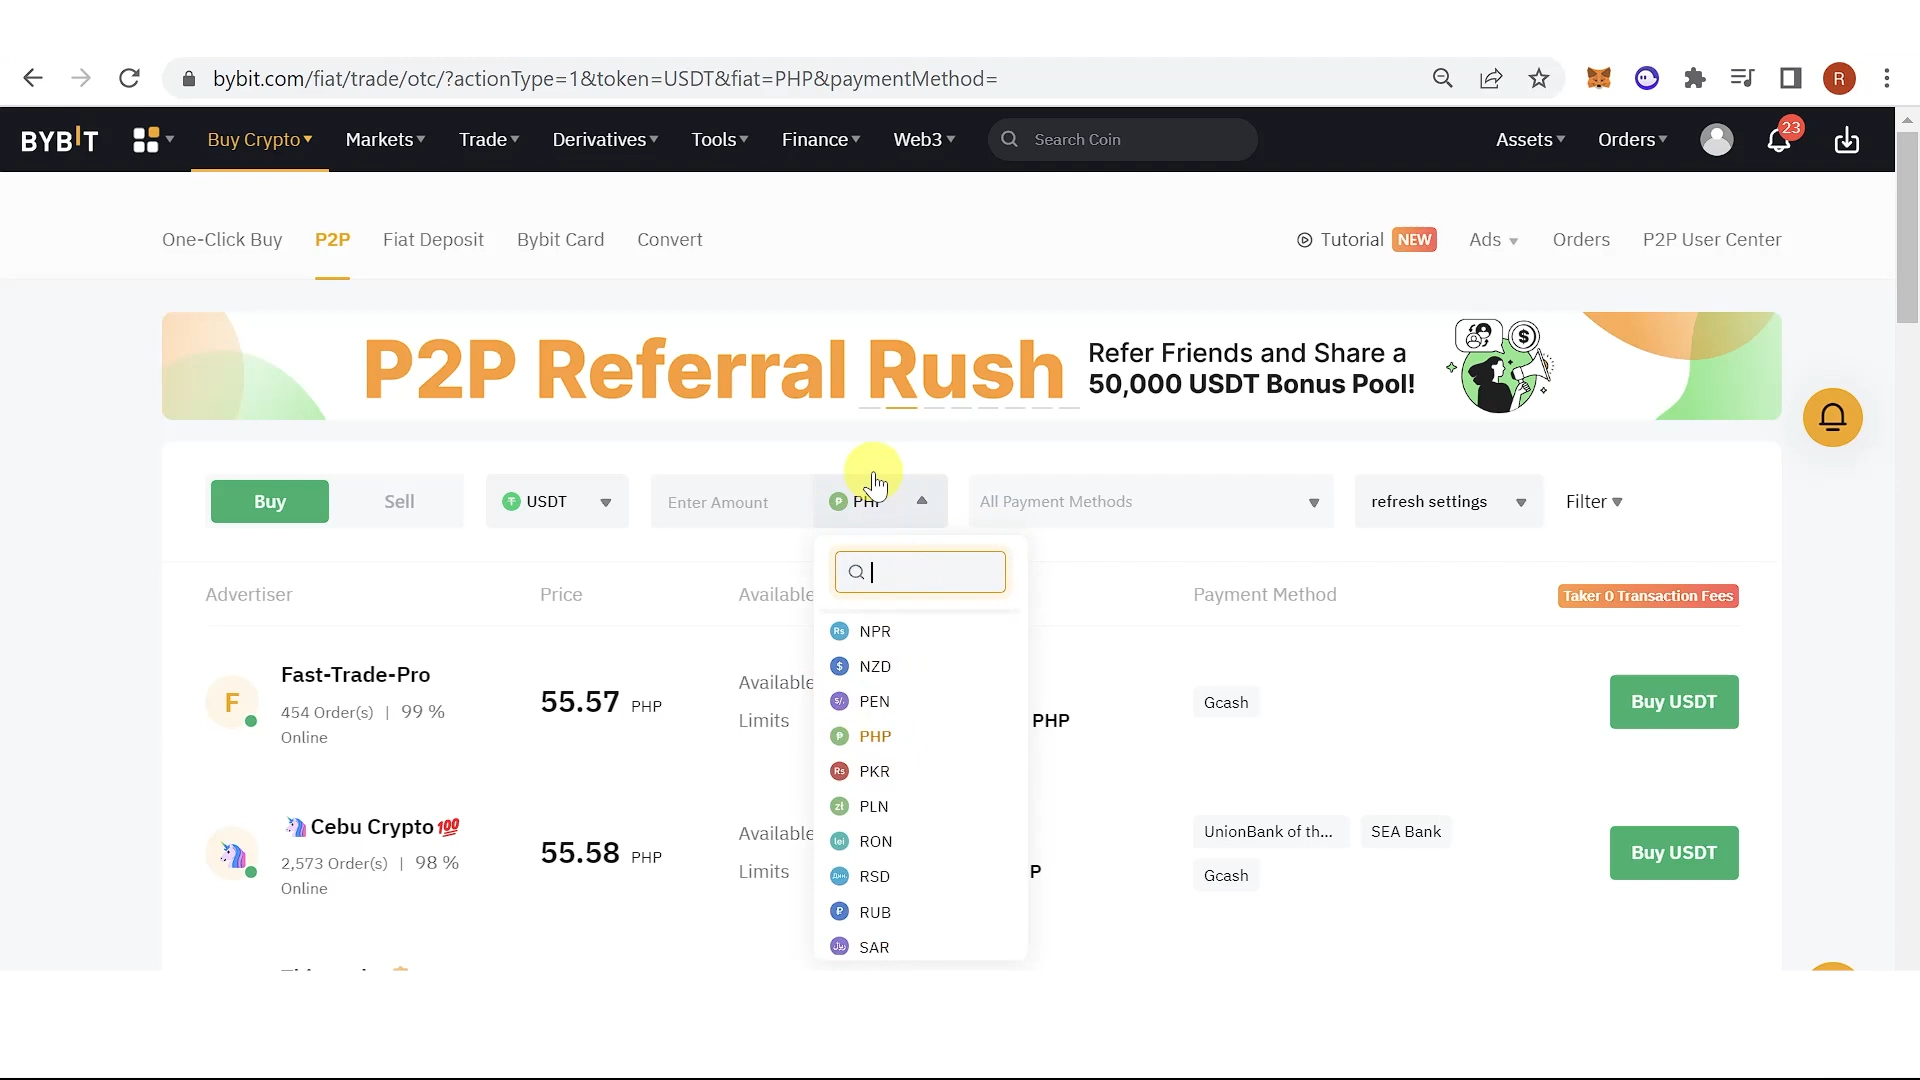 bybit.com/fiat/trade/otc/?actionType=1&token=USDT&fiat=PHP&paymentMethod=
R
BYBIT Buy Crypto Markets Trade Derivatives Tools Finance Web3 Search Coin Assets Orders 23
One-Click Buy P2P Fiat Deposit Bybit Card Convert Tutorial NEW Ads Orders P2P User Center
P2P Referral Rush
Refer Friends and Share a
50,000 USDT Bonus Pool!
Buy Sell USDT Enter Amount PHP All Payment Methods refresh settings Filter
Advertiser Price Available Payment Method Taker 0 Transaction Fees
NPR
NZD
PEN
PHP
PKR
PLN
RON
RSD
RUB
SAR
F
Fast-Trade-Pro
454 Order(s) | 99 %
Online
55.57 PHP
Available
Limits PHP
Gcash
Buy USDT
Cebu Crypto💯
2,573 Order(s) | 98 %
Online
55.58 PHP
Available
Limits P
UnionBank of th... SEA Bank
Gcash
Buy USDT